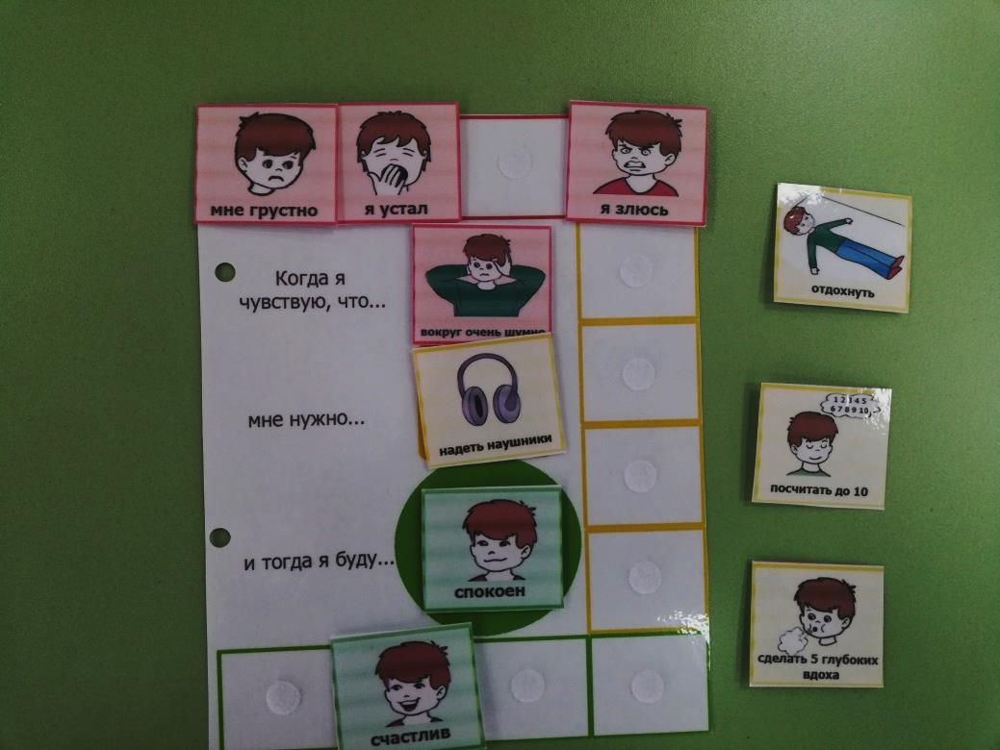 мне грустно
я устал
я злюсь
Когда я
чувствую, что...
вокруг очень шумно
мне нужно...
надеть наушники
и тогда я буду...
спокоен
счастлив
отдохнуть
1 2 3 4 5
6 7 8 9 10
посчитать до 10
сделать 5 глубоких
вдоха